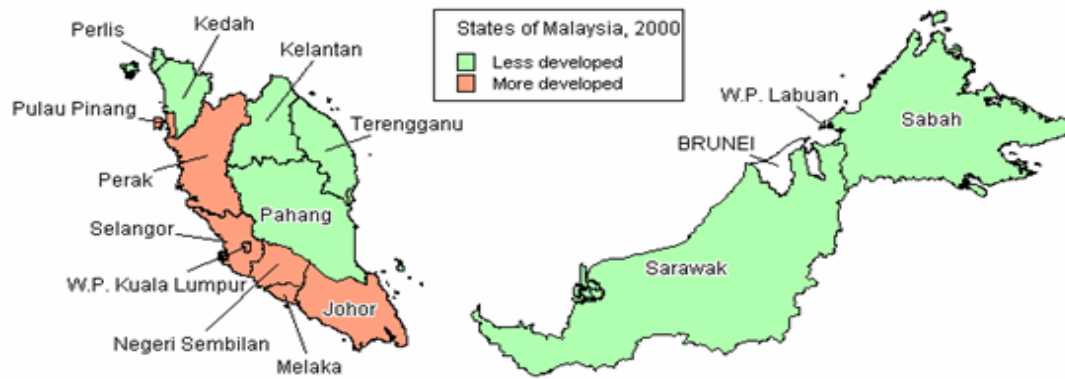 States of Malaysia, 2000
Less developed
More developed
Perlis
Kedah
Kelantan
Pulau Pinang
Terengganu
Perak
Pahang
Selangor
W.P. Kuala Lumpur
Johor
Negeri Sembilan
Melaka
W.P. Labuan
Sabah
BRUNEI
Sarawak